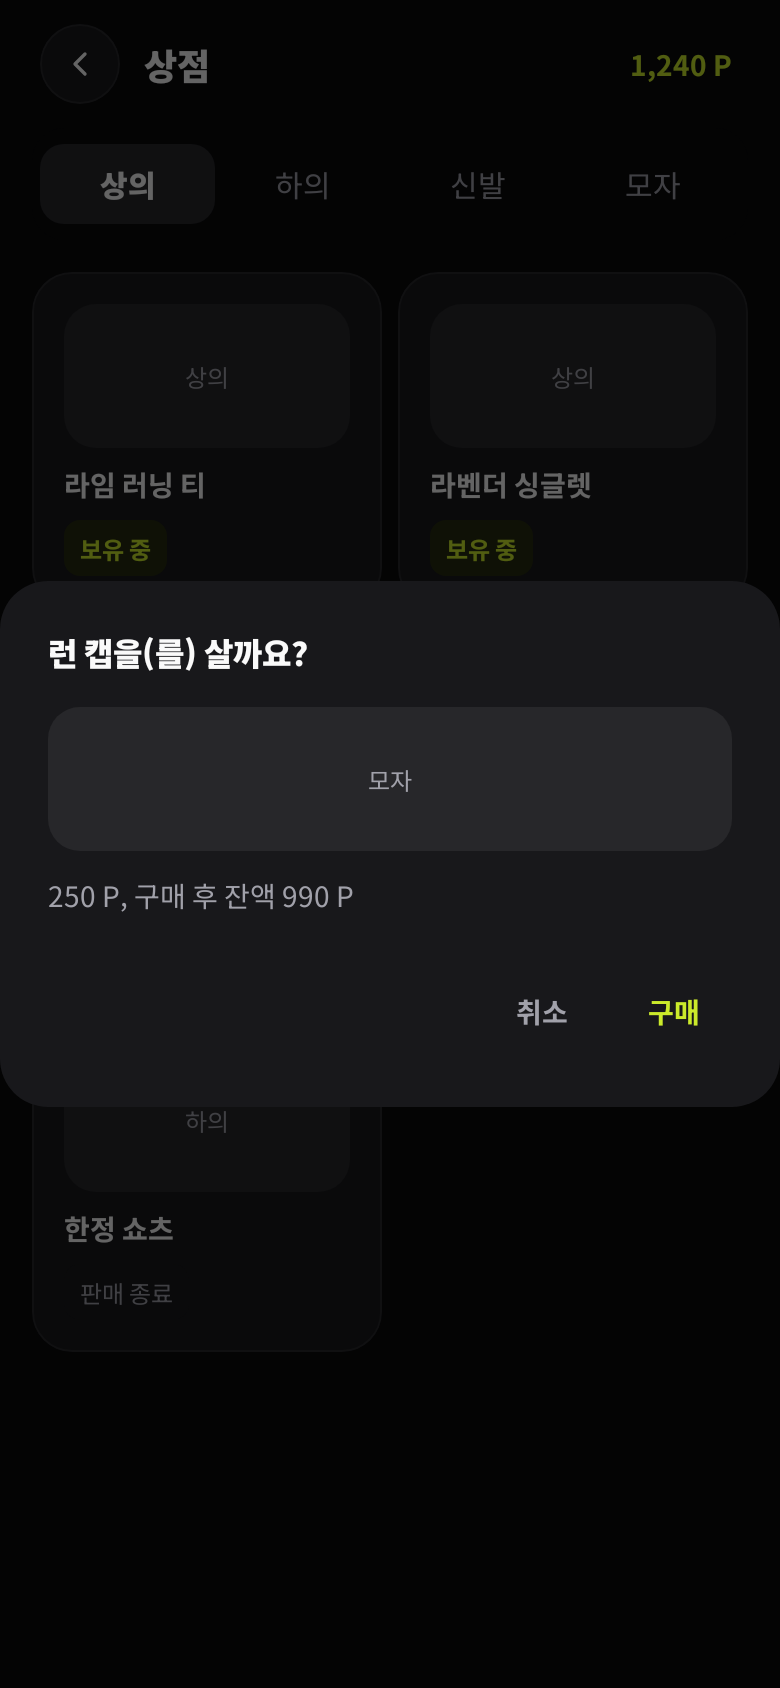 상점
1,240 P
상의
하의
신발
모자
상의
상의
라임 러닝 티
라벤더 싱글렛
보유 중
보유 중
런 캡을(를) 살까요?
모자
250 P, 구매 후 잔액 990 P
취소
구매
하의
한정 쇼츠
판매 종료